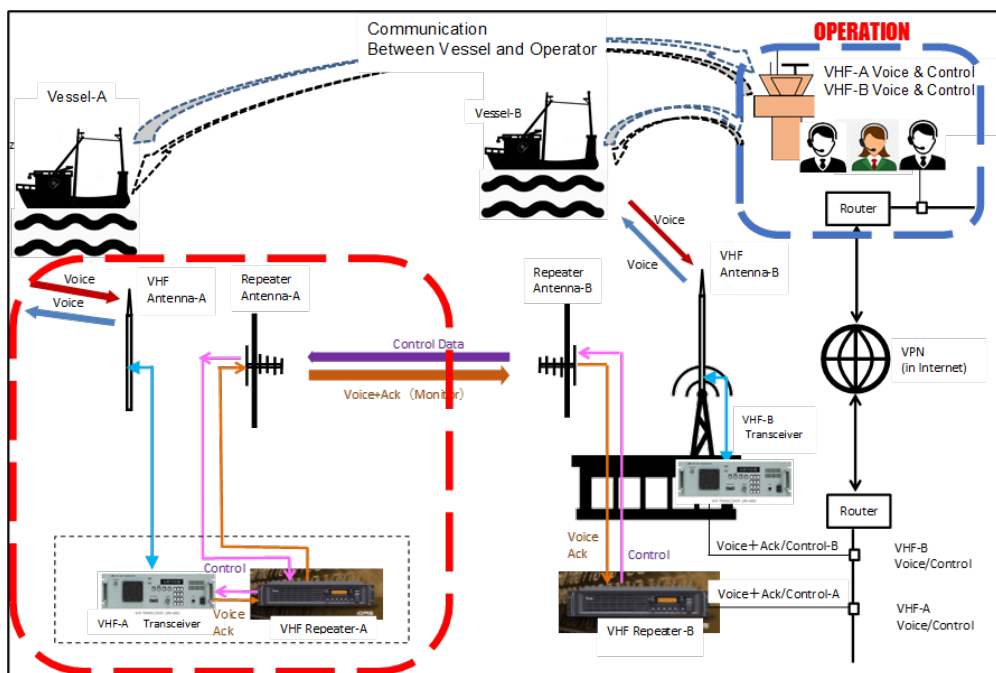 Communication
Between Vessel and Operator
OPERATION
VHF-A Voice & Control
VHF-B Voice & Control
Vessel-A
Vessel-B
z
Router
Voice
Voice
VHF
Antenna-A
Repeater
Antenna-A
Voice
Voice
VHF
Antenna-B
Repeater
Antenna-B
Control Data
Voice+Ack (Monitor)
VPN
(in Internet)
VHF-B
Transceiver
Router
Voice
Ack
Control
Voice+Ack/Control-B
VHF-B
Voice/Control
Control
Voice
Ack
VHF-A Transceiver
VHF Repeater-A
VHF Repeater-B
Voice+Ack/Control-A
VHF-A
Voice/Control